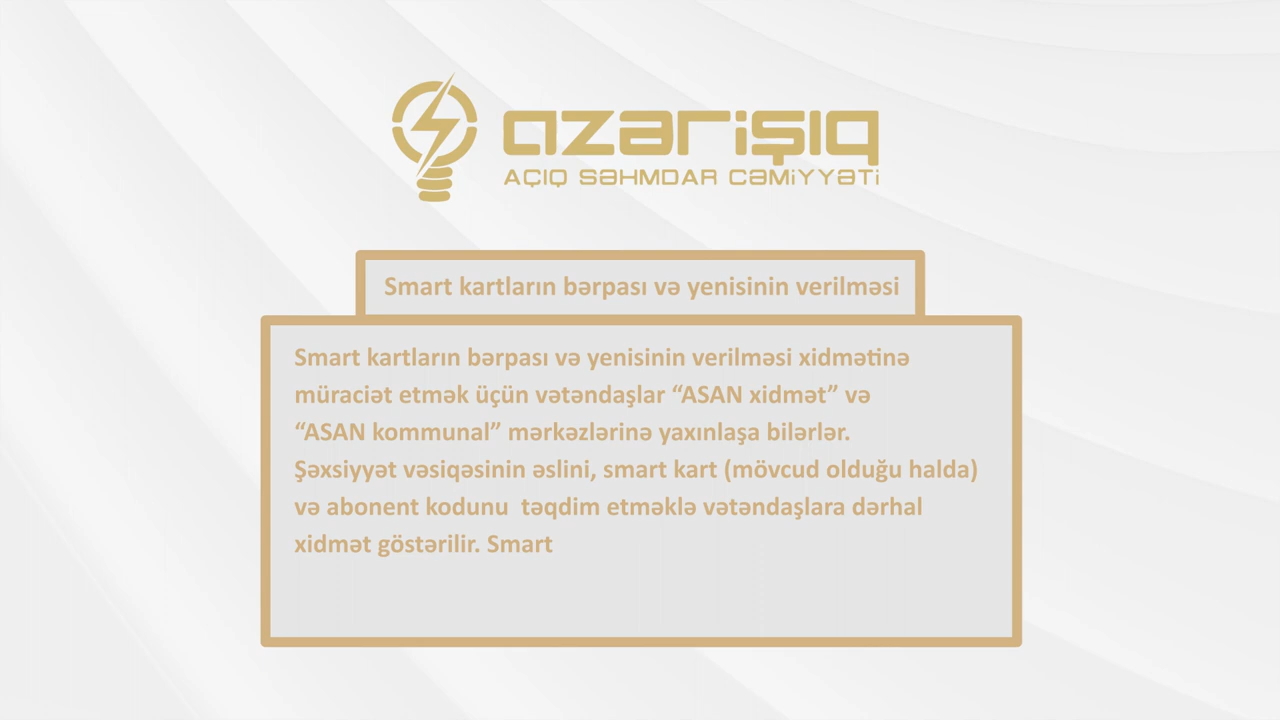 azərişıq
AÇIQ SƏHMDAR CƏMİYYƏTİ
Smart kartların bərpası və yenisinin verilməsi
Smart kartların bərpası və yenisinin verilməsi xidmətinə
müraciət etmək üçün vətəndaşlar “ASAN xidmət” və
“ASAN kommunal” mərkəzlərinə yaxınlaşa bilərlər.
Şəxsiyyət vəsiqəsinin əslini, smart kart (mövcud olduğu halda)
və abonent kodunu təqdim etməklə vətəndaşlara dərhal
xidmət göstərilir. Smart